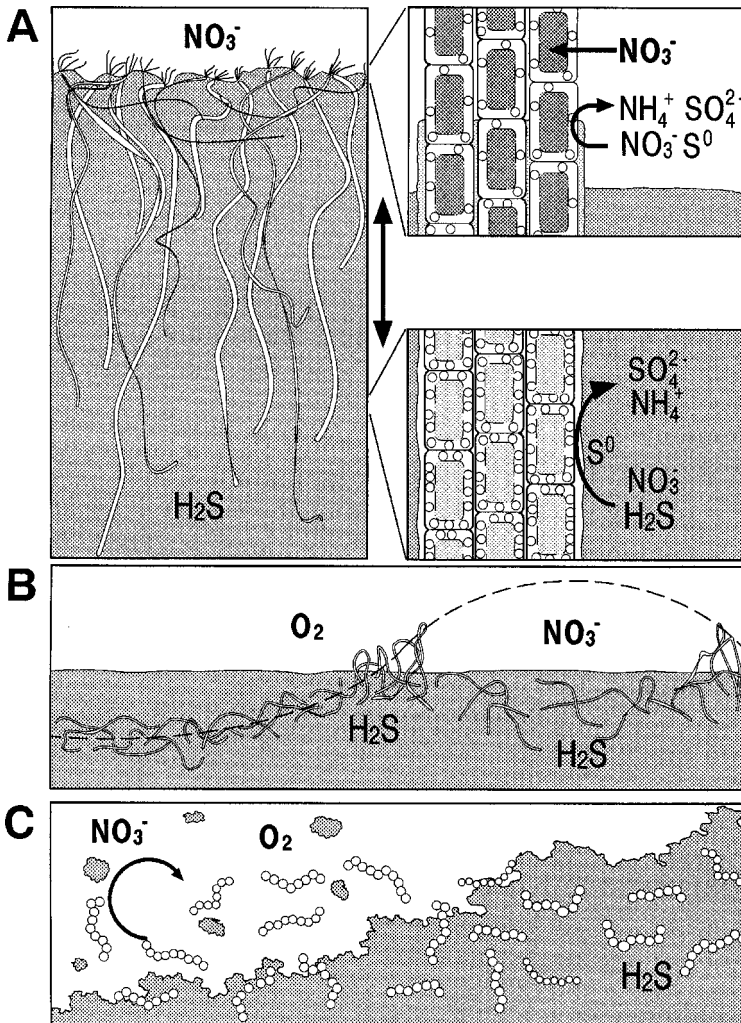 A
NO₃⁻
H₂S
NO₃⁻
NH₄⁺ SO₄²⁻
NO₃⁻ S⁰
SO₄²⁻
NH₄⁺
S⁰
NO₃⁻
H₂S
B
O₂
NO₃⁻
H₂S
H₂S
C
NO₃⁻
O₂
H₂S